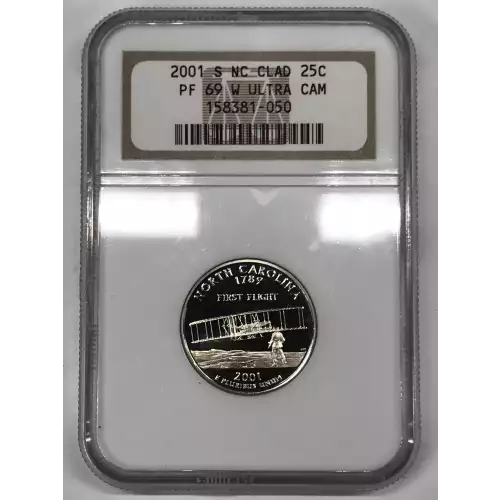 2001 S NC CLAD 25C
PF 69 W ULTRA CAM
158381-050
NORTH CAROLINA
1789
FIRST FLIGHT
2001
E PLURIBUS UNUM